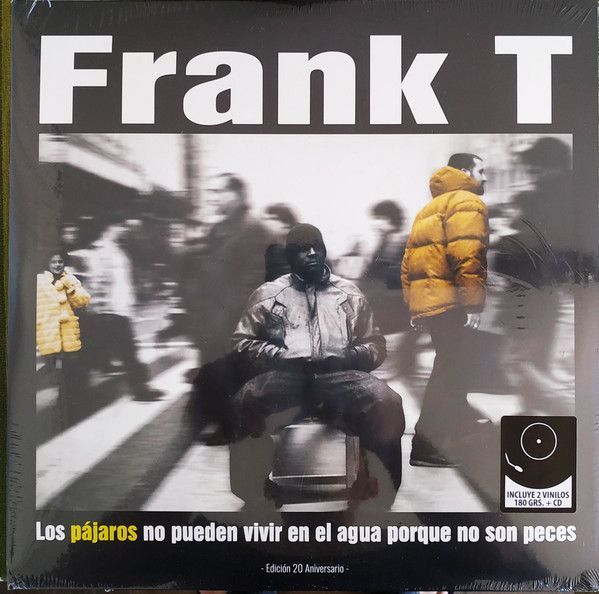 Frank T
INCLUYE 2 VINILOS
180 GRS. + CD
Los pájaros no pueden vivir en el agua porque no son peces
- Edición 20 Aniversario -